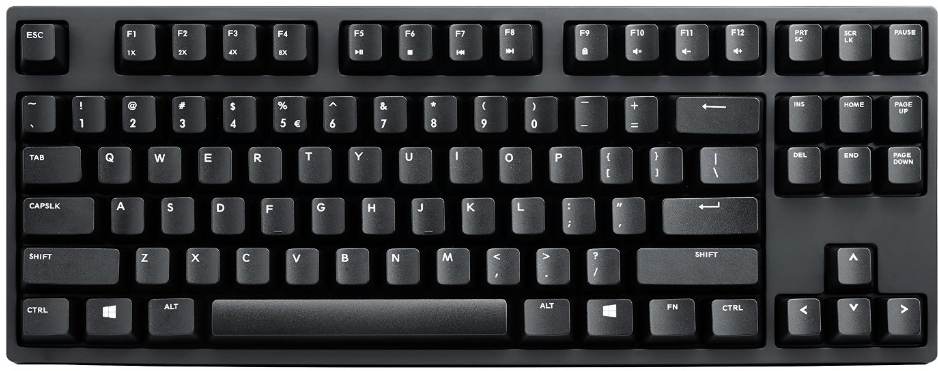 ESC F1 F2 F3 F4 F5 F6 F7 F8 F9 F10 F11 F12 PRT SC SCR LK PAUSE
1X 2X 4X 8X
~ ! @ # $ % ^ & * ( ) — + ← INS HOME PAGE UP
` 1 2 3 4 5 € 6 7 8 9 0 – =
TAB Q W E R T Y U I O P { } | DEL END PAGE DOWN
[ ] \
CAPSLK A S D F G H J K L : "
; '
SHIFT Z X C V B N M < > ? SHIFT ^
, . /
CTRL ALT ALT FN CTRL < v >